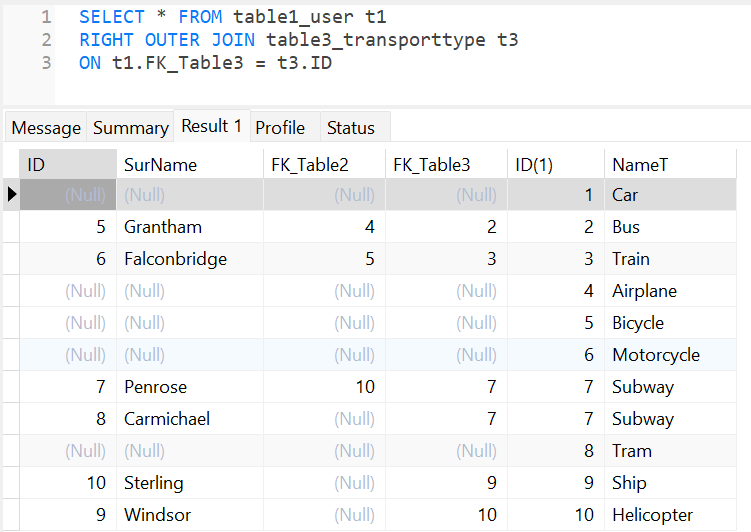 1 SELECT * FROM table1_user t1
2 RIGHT OUTER JOIN table3_transporttype t3
3 ON t1.FK_Table3 = t3.ID
Message Summary Result 1 Profile Status
ID SurName FK_Table2 FK_Table3 ID(1) NameT
(Null) (Null) (Null) (Null) 1 Car
5 Grantham 4 2 2 Bus
6 Falconbridge 5 3 3 Train
(Null) (Null) (Null) (Null) 4 Airplane
(Null) (Null) (Null) (Null) 5 Bicycle
(Null) (Null) (Null) (Null) 6 Motorcycle
7 Penrose 10 7 7 Subway
8 Carmichael (Null) 7 7 Subway
(Null) (Null) (Null) (Null) 8 Tram
10 Sterling (Null) 9 9 Ship
9 Windsor (Null) 10 10 Helicopter